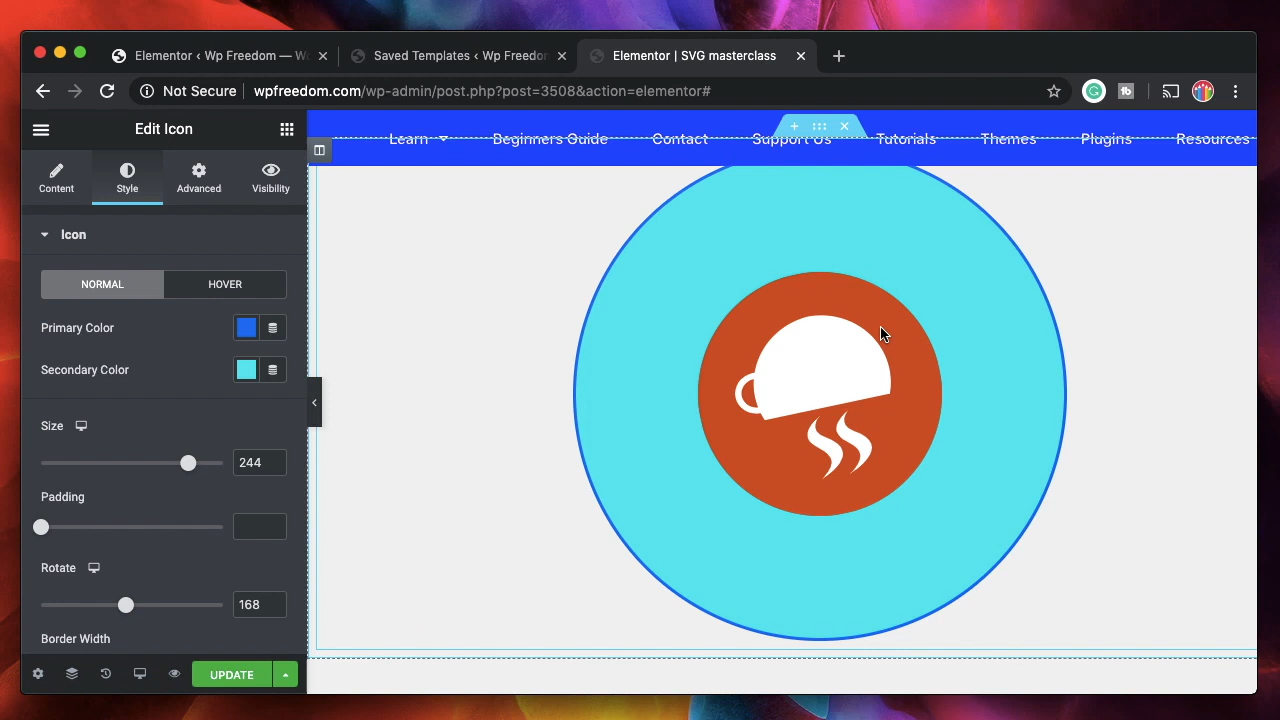 Elementor ‹ Wp Freedom — W
Saved Templates ‹ Wp Freedom
Elementor | SVG masterclass
Not Secure
wpfreedom.com/wp-admin/post.php?post=3508&action=elementor#
Edit Icon
Learn
Beginners Guide
Contact
Support Us
Tutorials
Themes
Plugins
Resources
Content
Style
Advanced
Visibility
Icon
NORMAL
HOVER
Primary Color
Secondary Color
Size
244
Padding
Rotate
168
Border Width
UPDATE